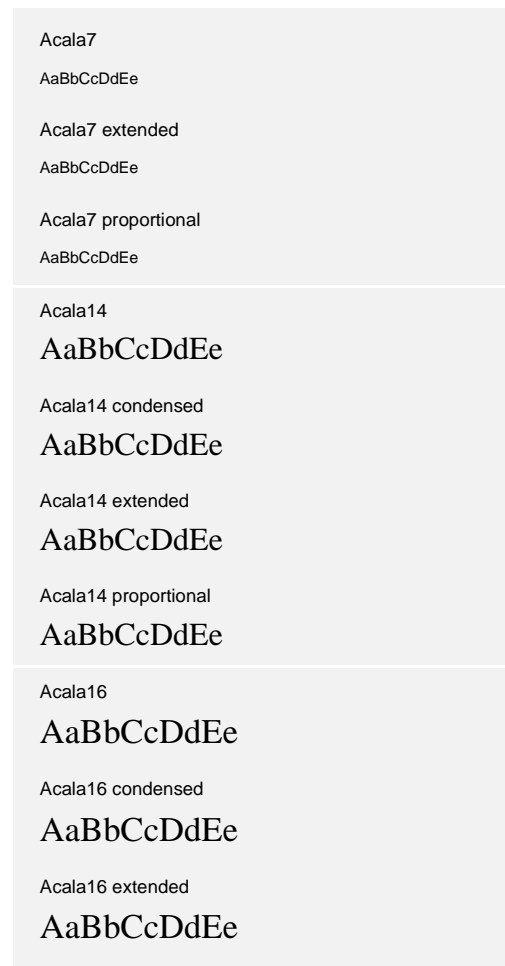 Acala7
AaBbCcDdEe
Acala7 extended
AaBbCcDdEe
Acala7 proportional
AaBbCcDdEe
Acala14
AaBbCcDdEe
Acala14 condensed
AaBbCcDdEe
Acala14 extended
AaBbCcDdEe
Acala14 proportional
AaBbCcDdEe
Acala16
AaBbCcDdEe
Acala16 condensed
AaBbCcDdEe
Acala16 extended
AaBbCcDdEe